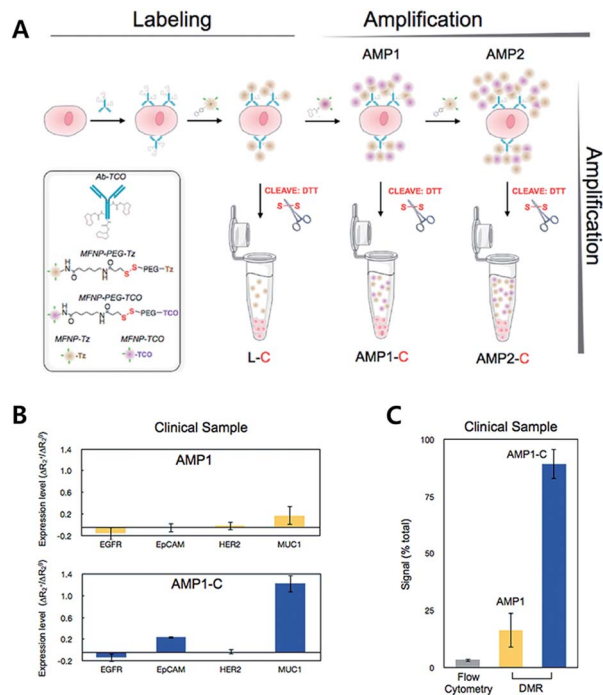 A
Labeling
Amplification
AMP1
AMP2
Amplification
CLEAVE: DTT
S-S
CLEAVE: DTT
S-S
CLEAVE: DTT
S-S
Ab-TCO
MFNP-PEG-Tz
S S PEG Tz
MFNP-PEG-TCO
S S PEG TCO
MFNP-Tz MFNP-TCO
-Tz -TCO
L-C
AMP1-C
AMP2-C
B
Clinical Sample
AMP1
Expression level (ΔR₂⁺/ΔR₂⁰)
1.4
1.0
0.6
0.2
-0.2
EGFR EpCAM HER2 MUC1
AMP1-C
Expression level (ΔR₂⁺/ΔR₂⁰)
1.4
1.0
0.6
0.2
-0.2
EGFR EpCAM HER2 MUC1
C
Clinical Sample
AMP1-C
AMP1
Signal (% total)
100
75
50
25
0
Flow
Cytometry
DMR